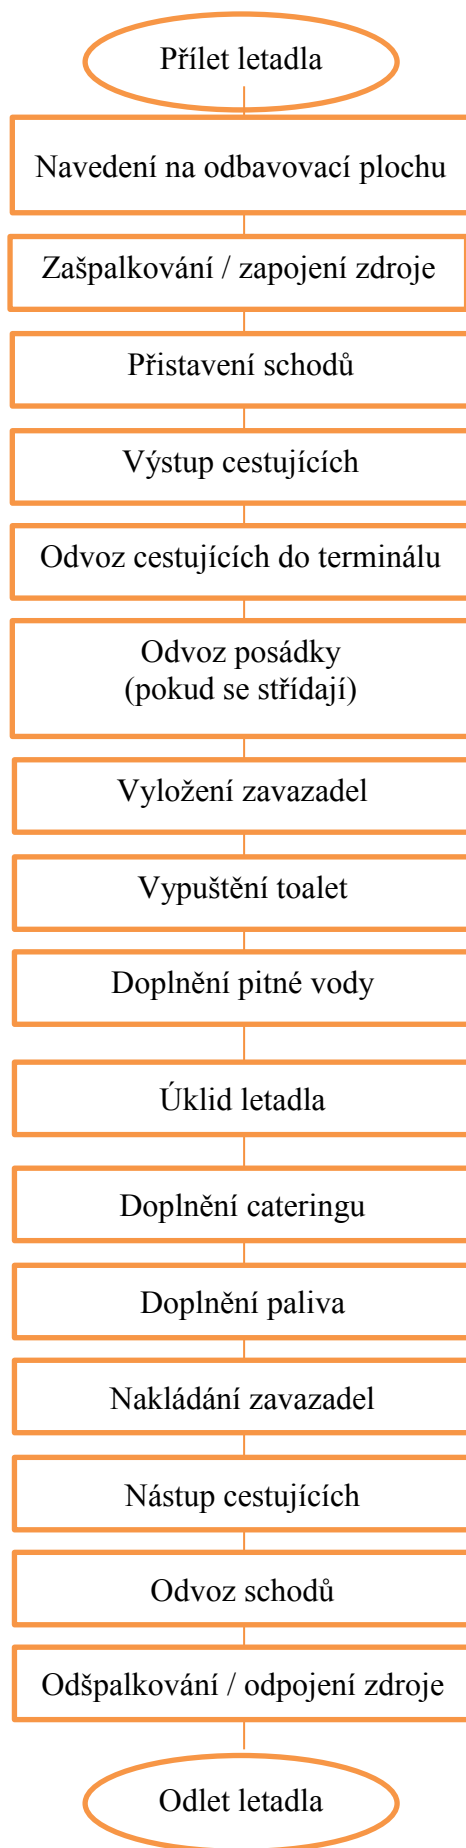 Přílet letadla
Navedení na odbavovací plochu
Zašpalkování / zapojení zdroje
Přistavení schodů
Výstup cestujících
Odvoz cestujících do terminálu
Odvoz posádky
(pokud se střídají)
Vyložení zavazadel
Vypuštění toalet
Doplnění pitné vody
Úklid letadla
Doplnění cateringu
Doplnění paliva
Nakládání zavazadel
Nástup cestujících
Odvoz schodů
Odšpalkování / odpojení zdroje
Odlet letadla